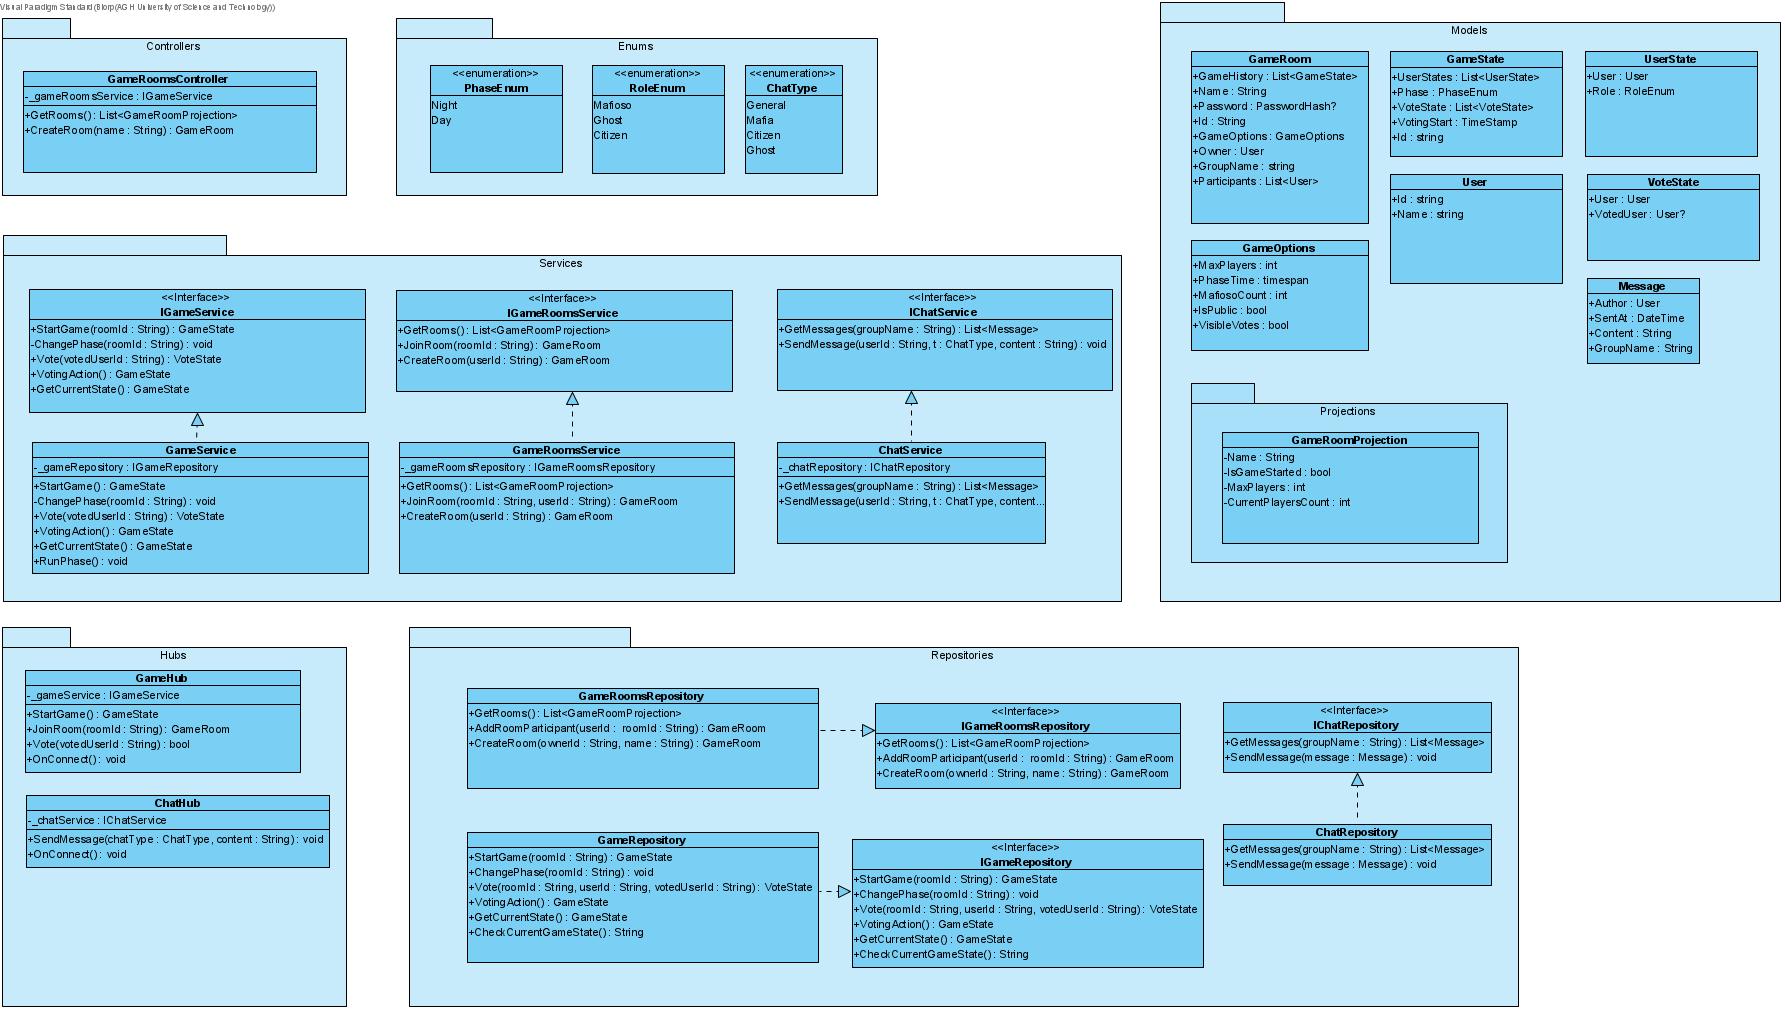 Visual Paradigm Standard(Blorp(AGH University of Science and Technology))
Controllers
GameRoomsController
-_gameRoomsService : IGameService
+GetRooms() : List<GameRoomProjection>
+CreateRoom(name : String) : GameRoom
Enums
<<enumeration>>
PhaseEnum
Night
Day
<<enumeration>>
RoleEnum
Mafioso
Ghost
Citizen
<<enumeration>>
ChatType
General
Mafia
Citizen
Ghost
Models
GameRoom
+GameHistory : List<GameState>
+Name : String
+Password : PasswordHash?
+Id : String
+GameOptions : GameOptions
+Owner : User
+GroupName : string
+Participants : List<User>
GameState
+UserStates : List<UserState>
+Phase : PhaseEnum
+VoteState : List<VoteState>
+VotingStart : TimeStamp
+Id : string
UserState
+User : User
+Role : RoleEnum
User
+Id : string
+Name : string
VoteState
+User : User
+VotedUser : User?
GameOptions
+MaxPlayers : int
+PhaseTime : timespan
+MafiosoCount : int
+IsPublic : bool
+VisibleVotes : bool
Message
+Author : User
+SentAt : DateTime
+Content : String
+GroupName : String
Projections
GameRoomProjection
-Name : String
-IsGameStarted : bool
-MaxPlayers : int
-CurrentPlayersCount : int
Services
<<Interface>>
IGameService
+StartGame(roomId : String) : GameState
-ChangePhase(roomId : String) : void
+Vote(votedUserId : String) : VoteState
+VotingAction() : GameState
+GetCurrentState() : GameState
<<Interface>>
IGameRoomsService
+GetRooms() : List<GameRoomProjection>
+JoinRoom(roomId : String) : GameRoom
+CreateRoom(userId : String) : GameRoom
<<Interface>>
IChatService
+GetMessages(groupName : String) : List<Message>
+SendMessage(userId : String, t : ChatType, content : String) : void
GameService
-_gameRepository : IGameRepository
+StartGame() : GameState
-ChangePhase(roomId : String) : void
+Vote(votedUserId : String) : VoteState
+VotingAction() : GameState
+GetCurrentState() : GameState
+RunPhase() : void
GameRoomsService
-_gameRoomsRepository : IGameRoomsRepository
+GetRooms() : List<GameRoomProjection>
+JoinRoom(roomId : String, userId : String) : GameRoom
+CreateRoom(userId : String) : GameRoom
ChatService
-_chatRepository : IChatRepository
+GetMessages(groupName : String) : List<Message>
+SendMessage(userId : String, t : ChatType, content...
Hubs
GameHub
-_gameService : IGameService
+StartGame() : GameState
+JoinRoom(roomId : String) : GameRoom
+Vote(votedUserId : String) : bool
+OnConnect() : void
ChatHub
-_chatService : IChatService
+SendMessage(chatType : ChatType, content : String) : void
+OnConnect() : void
Repositories
GameRoomsRepository
+GetRooms() : List<GameRoomProjection>
+AddRoomParticipant(userId : roomId : String) : GameRoom
+CreateRoom(ownerId : String, name : String) : GameRoom
<<Interface>>
IGameRoomsRepository
+GetRooms() : List<GameRoomProjection>
+AddRoomParticipant(userId : roomId : String) : GameRoom
+CreateRoom(ownerId : String, name : String) : GameRoom
<<Interface>>
IChatRepository
+GetMessages(groupName : String) : List<Message>
+SendMessage(message : Message) : void
GameRepository
+StartGame(roomId : String) : GameState
+ChangePhase(roomId : String) : void
+Vote(roomId : String, userId : String, votedUserId : String) : VoteState
+VotingAction() : GameState
+GetCurrentState() : GameState
+CheckCurrentGameState() : String
<<Interface>>
IGameRepository
+StartGame(roomId : String) : GameState
+ChangePhase(roomId : String) : void
+Vote(roomId : String, userId : String, votedUserId : String) : VoteState
+VotingAction() : GameState
+GetCurrentState() : GameState
+CheckCurrentGameState() : String
ChatRepository
+GetMessages(groupName : String) : List<Message>
+SendMessage(message : Message) : void